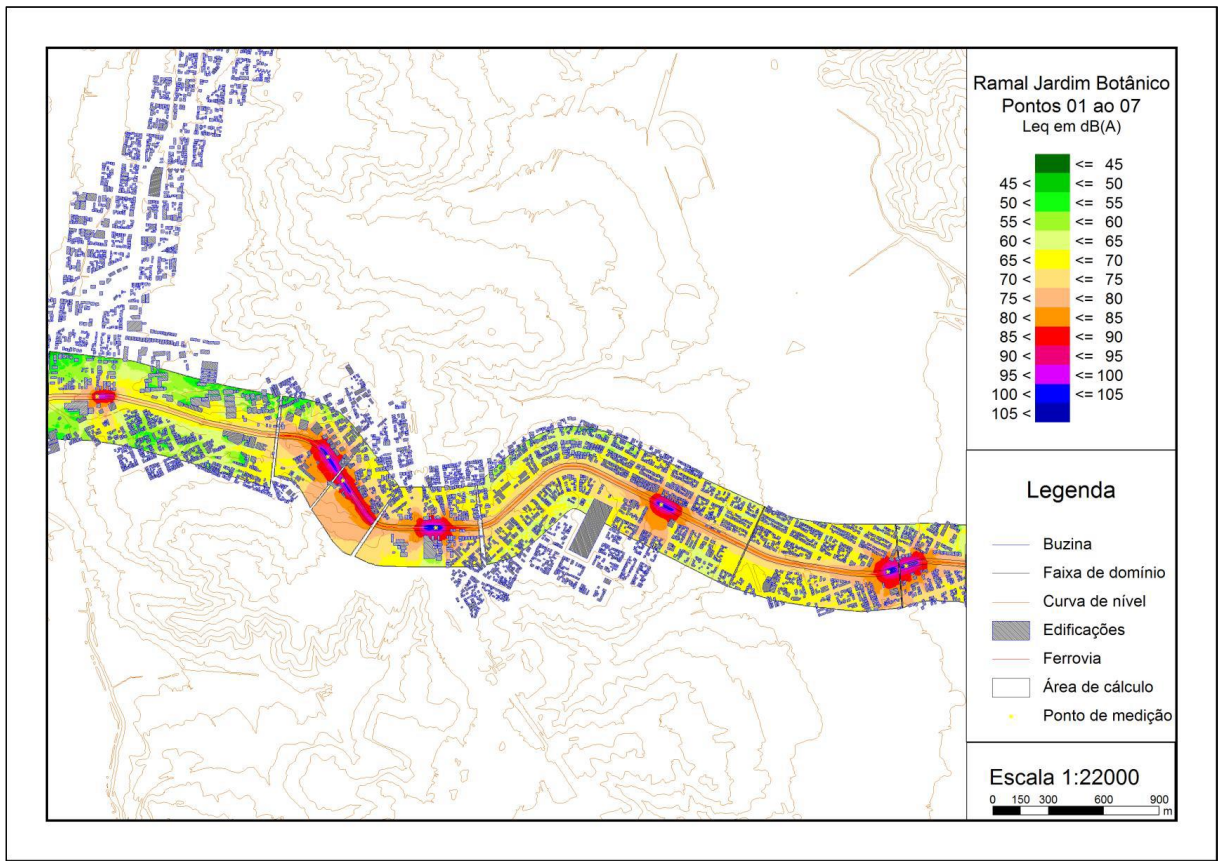 Ramal Jardim Botânico
Pontos 01 ao 07
Leq em dB(A)
<= 45
45 < <= 50
50 < <= 55
55 < <= 60
60 < <= 65
65 < <= 70
70 < <= 75
75 < <= 80
80 < <= 85
85 < <= 90
90 < <= 95
95 < <= 100
100 < <= 105
105 <
Legenda
Buzina
Faixa de domínio
Curva de nível
Edificações
Ferrovia
Área de cálculo
Ponto de medição
Escala 1:22000
0 150 300 600 900
m